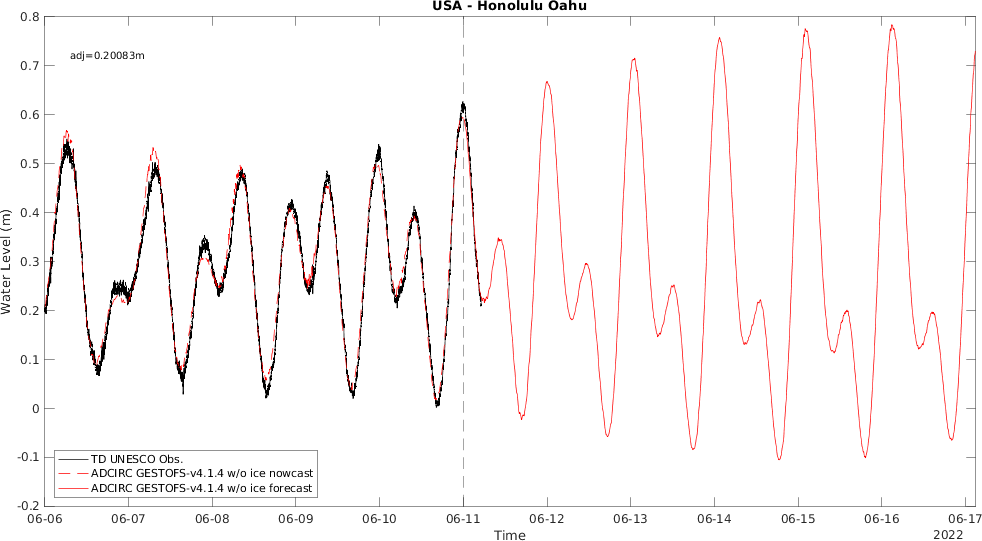 USA - Honolulu Oahu
adj=0.20083m
Water Level (m)
0.8
0.7
0.6
0.5
0.4
0.3
0.2
0.1
0
-0.1
-0.2
TD UNESCO Obs.
ADCIRC GESTOFS-v4.1.4 w/o ice nowcast
ADCIRC GESTOFS-v4.1.4 w/o ice forecast
06-06 06-07 06-08 06-09 06-10 06-11 06-12 06-13 06-14 06-15 06-16 06-17
Time
2022